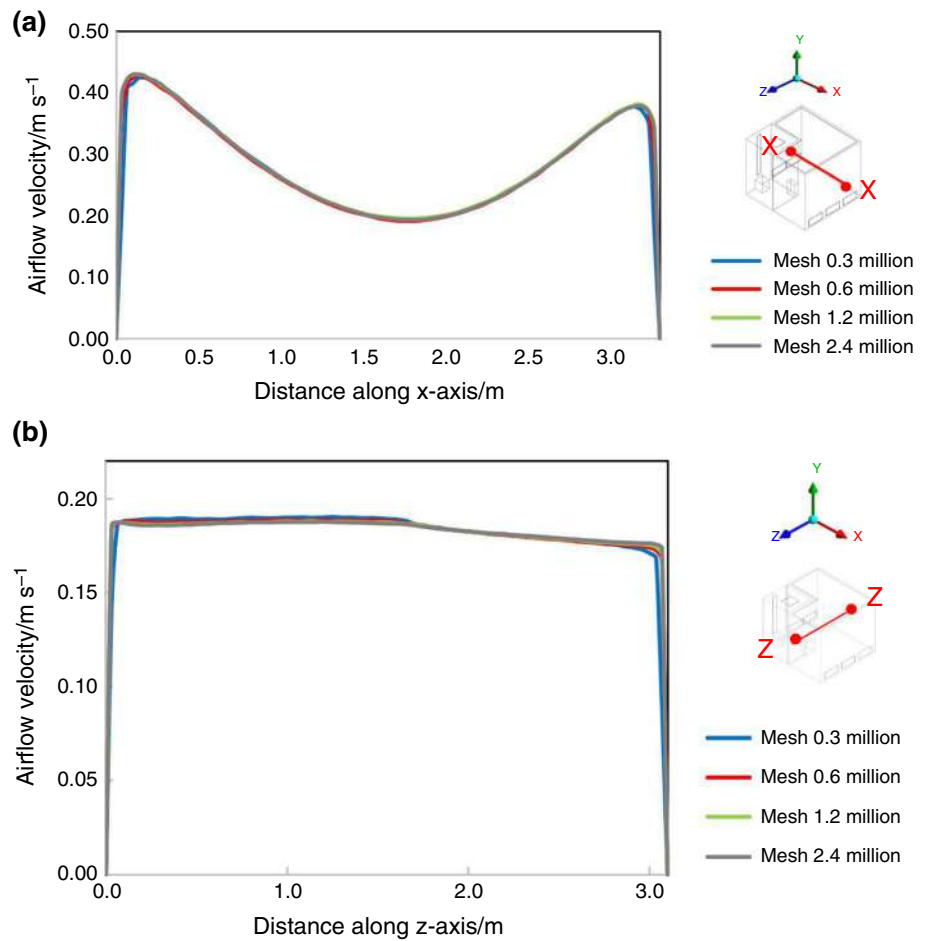 (a)
0.50
0.40
0.30
0.20
0.10
0.00
Airflow velocity/m s⁻¹
0.0 0.5 1.0 1.5 2.0 2.5 3.0
Distance along x-axis/m
Y
Z X
X
X
Mesh 0.3 million
Mesh 0.6 million
Mesh 1.2 million
Mesh 2.4 million
(b)
0.20
0.15
0.10
0.05
0.00
Airflow velocity/m s⁻¹
0.0 1.0 2.0 3.0
Distance along z-axis/m
Y
Z X
Z
Z
Mesh 0.3 million
Mesh 0.6 million
Mesh 1.2 million
Mesh 2.4 million